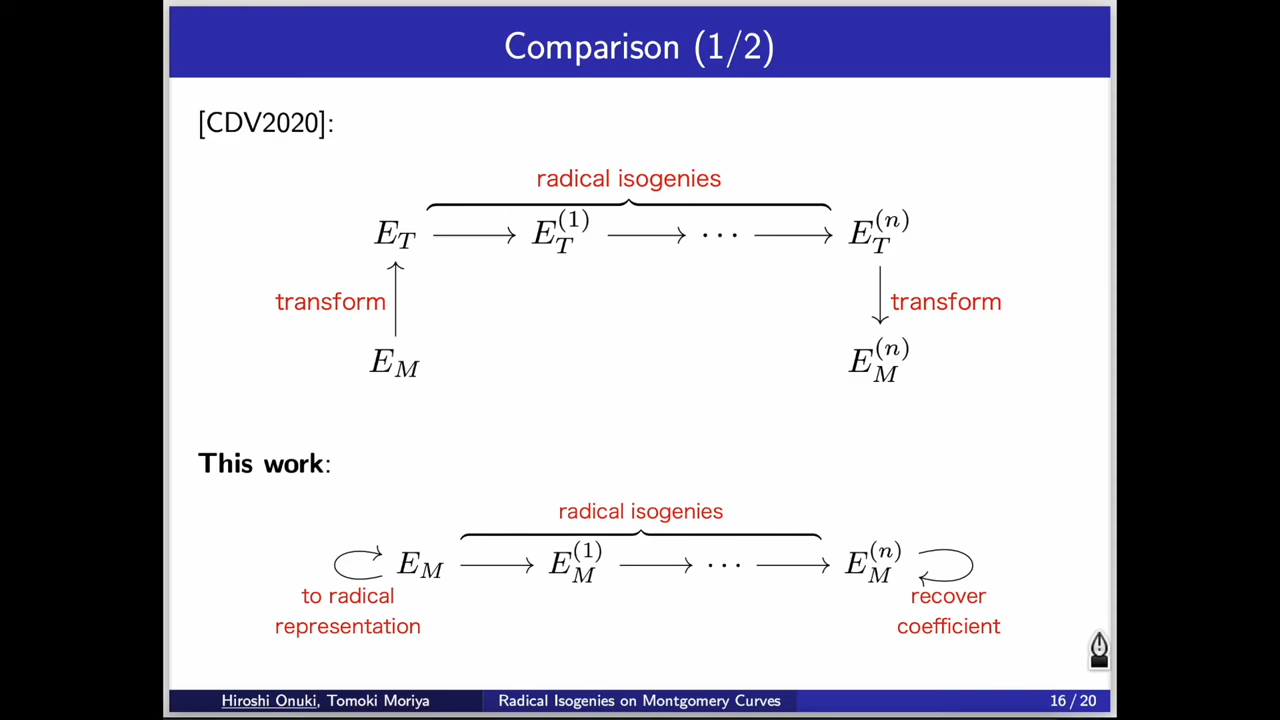 Comparison (1/2)
[CDV2020]:
radical isogenies
E_T → E_T^{(1)} → ⋯ → E_T^{(n)}
transform transform
E_M E_M^{(n)}
This work:
radical isogenies
E_M → E_M^{(1)} → ⋯ → E_M^{(n)}
to radical recover
representation coefficient
Hiroshi Onuki, Tomoki Moriya Radical Isogenies on Montgomery Curves 16 / 20